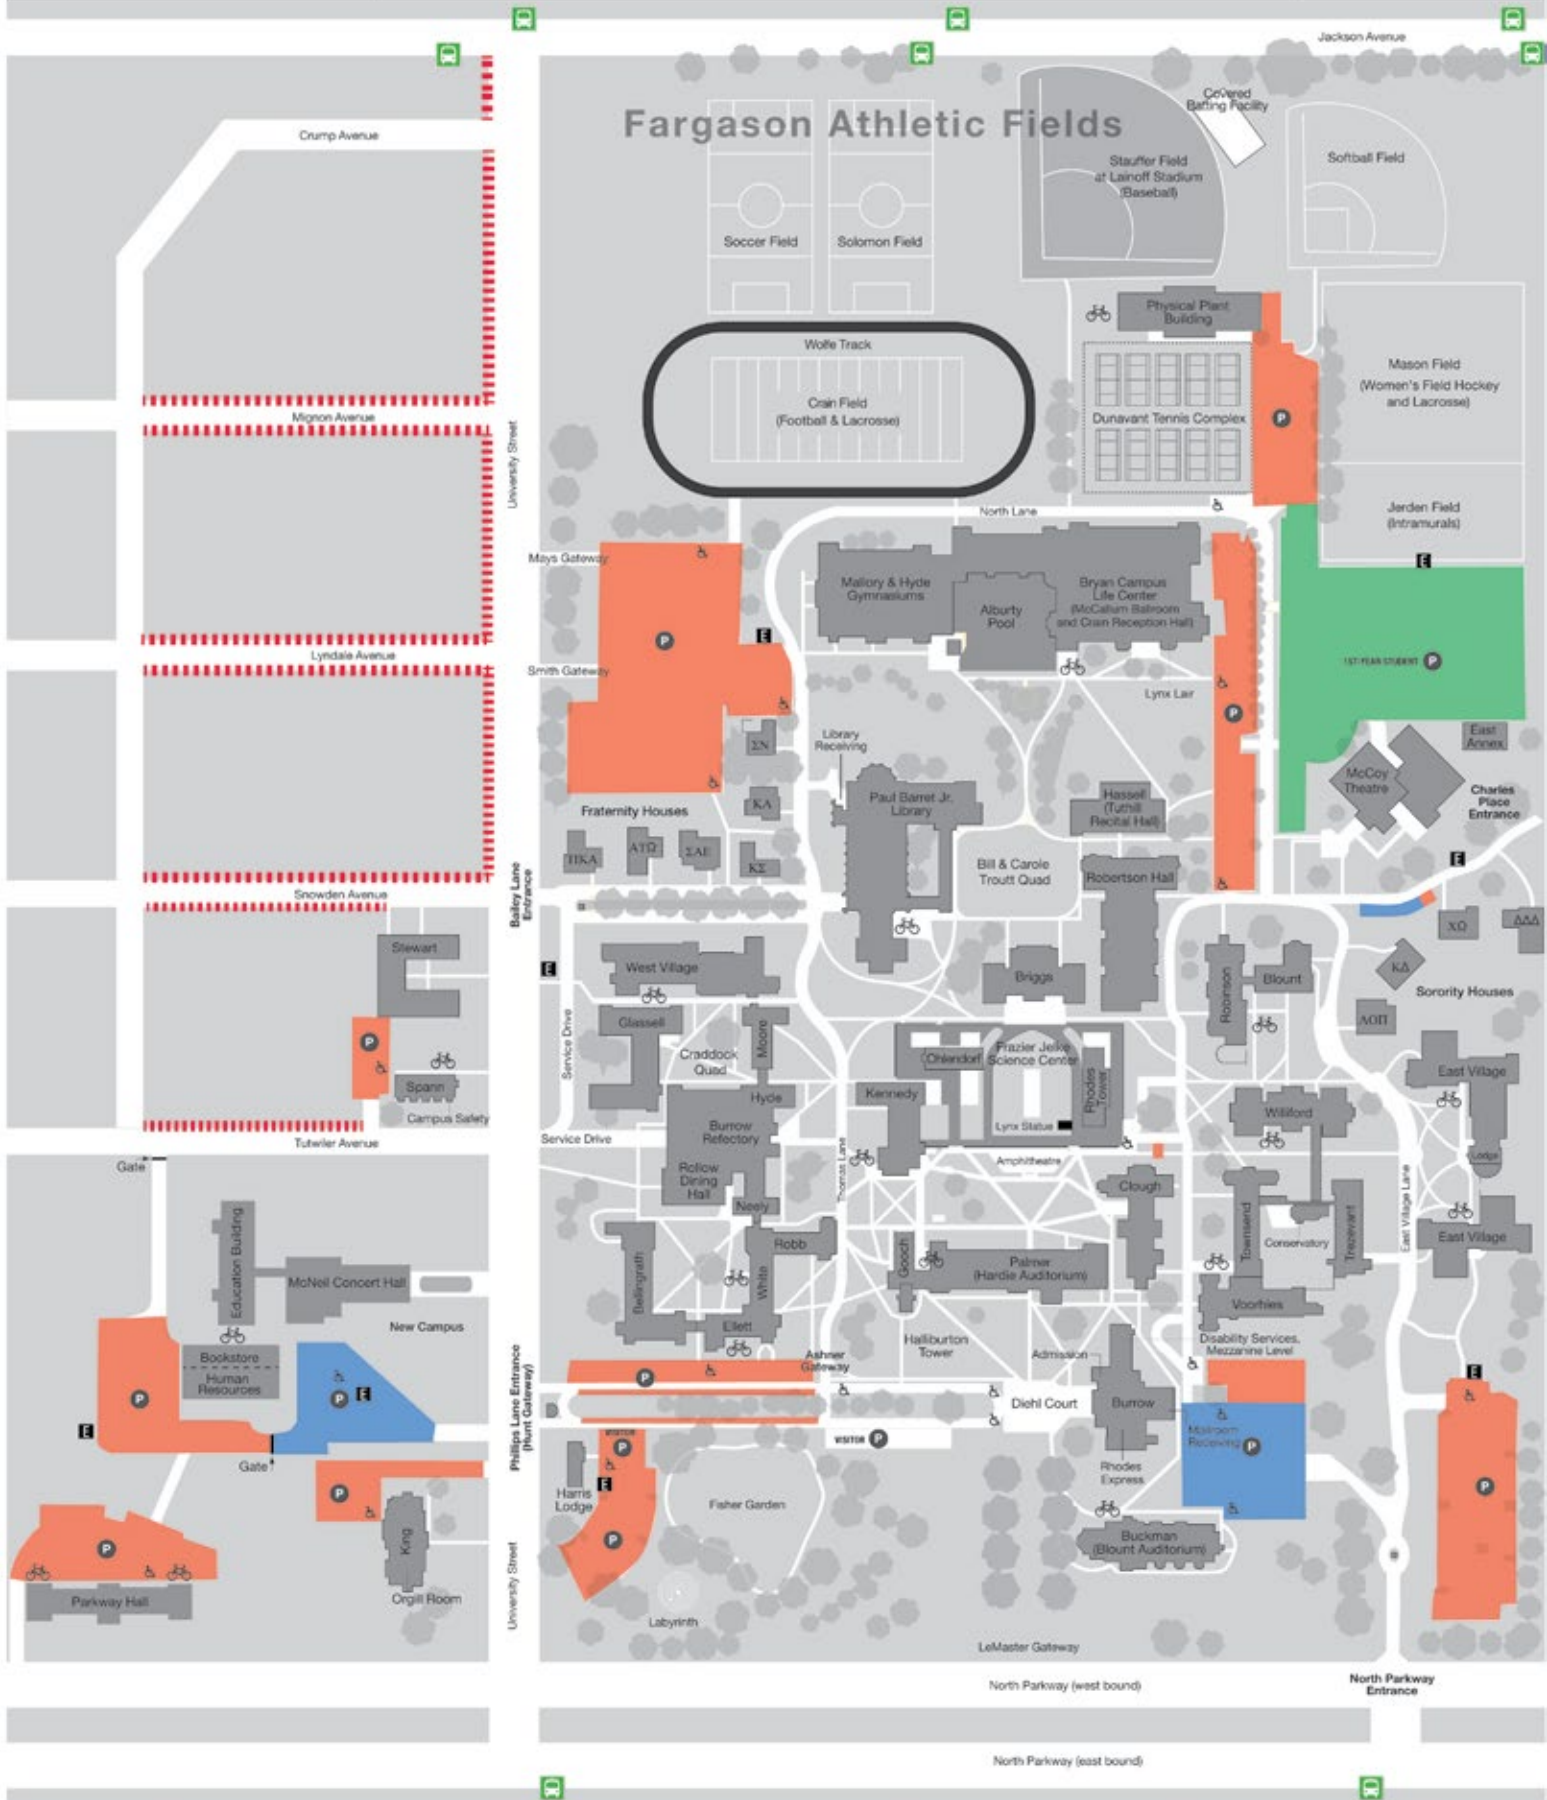 Jackson Avenue
Crump Avenue
Fargason Athletic Fields
Covered
Batting Facility
Stauffer Field
at Lainoff Stadium
(Baseball)
Softball Field
Soccer Field
Solomon Field
Physical Plant
Building
Wolfe Track
Crain Field
(Football & Lacrosse)
Dunavant Tennis Complex
P
Mason Field
(Women's Field Hockey
and Lacrosse)
Mignon Avenue
University Street
North Lane
Jerden Field
(Intramurals)
E
Mays Gateway
P
E
Mallory & Hyde
Gymnasiums
Alburty
Pool
Bryan Campus
Life Center
(McCallum Ballroom
and Crain Reception Hall)
Lyndale Avenue
Smith Gateway
1ST-YEAR STUDENT P
Lynx Lair
P
ΣΝ
Library
Receiving
East
Annex
McCoy
Theatre
Charles
Place
Entrance
Fraternity Houses
ΚΑ
Paul Barret Jr.
Library
Hassell
(Tuthill
Recital Hall)
ΠΚΑ
ΑΤΩ
ΣΑΕ
ΚΣ
Bill & Carole
Troutt Quad
Robertson Hall
E
Snowden Avenue
Bailey Lane
Entrance
ΧΩ
ΔΔΔ
Stewart
E
West Village
Briggs
Robinson
Blount
ΚΔ
Sorority Houses
P
Service Drive
Glassell
Moore
Craddock
Quad
Ohlendorf
Frazier Jelke
Science Center
Rhodes
Tower
ΑΟΠ
East Village
Spann
Campus Safety
Hyde
Kennedy
Williford
Burrow
Refectory
Lynx Statue
Tutwiler Avenue
Service Drive
Gate
Rollow
Dining
Hall
Neely
Thomas Lane
Amphitheatre
Clough
Lodge
East Village Lane
Education Building
McNeil Concert Hall
Robb
Bellingrath
White
Gooch
Palmer
(Hardie Auditorium)
Townsend
Conservatory
Trezevant
East Village
Voorhies
New Campus
Ellett
Halliburton
Tower
Disability Services,
Mezzanine Level
Bookstore
Human
Resources
Ashner
Gateway
Admission
P
P
E
E
P
Phillips Lane Entrance
(Hunt Gateway)
Diehl Court
Burrow
E
Mailroom
Receiving
P
VISITOR
P
VISITOR P
Gate
Rhodes
Express
P
Harris
Lodge
E
Fisher Garden
P
P
P
King
Buckman
(Blount Auditorium)
Parkway Hall
Orgill Room
University Street
Labyrinth
LeMaster Gateway
North Parkway (west bound)
North Parkway
Entrance
North Parkway (east bound)